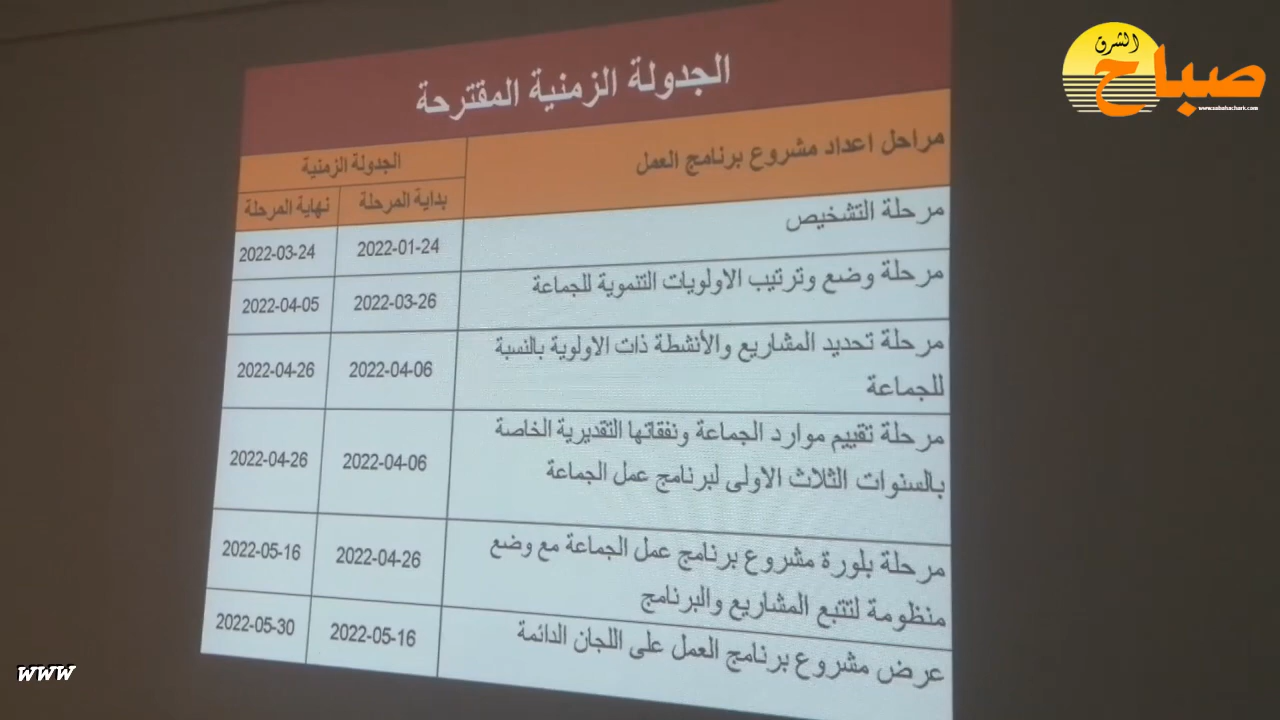 الشرق
صباح
www.sabahachark.com
الجدولة الزمنية المقترحة
مراحل اعداد مشروع برنامج العمل
الجدولة الزمنية
بداية المرحلة
نهاية المرحلة
مرحلة التشخيص
2022-01-24
2022-03-24
مرحلة وضع وترتيب الاولويات التنموية للجماعة
2022-03-26
2022-04-05
مرحلة تحديد المشاريع والأنشطة ذات الاولوية بالنسبة
للجماعة
2022-04-06
2022-04-26
مرحلة تقييم موارد الجماعة ونفقاتها التقديرية الخاصة
بالسنوات الثلاث الاولى لبرنامج عمل الجماعة
2022-04-06
2022-04-26
مرحلة بلورة مشروع برنامج عمل الجماعة مع وضع
منظومة لتتبع المشاريع والبرنامج
2022-04-26
2022-05-16
عرض مشروع برنامج العمل على اللجان الدائمة
2022-05-16
2022-05-30
www